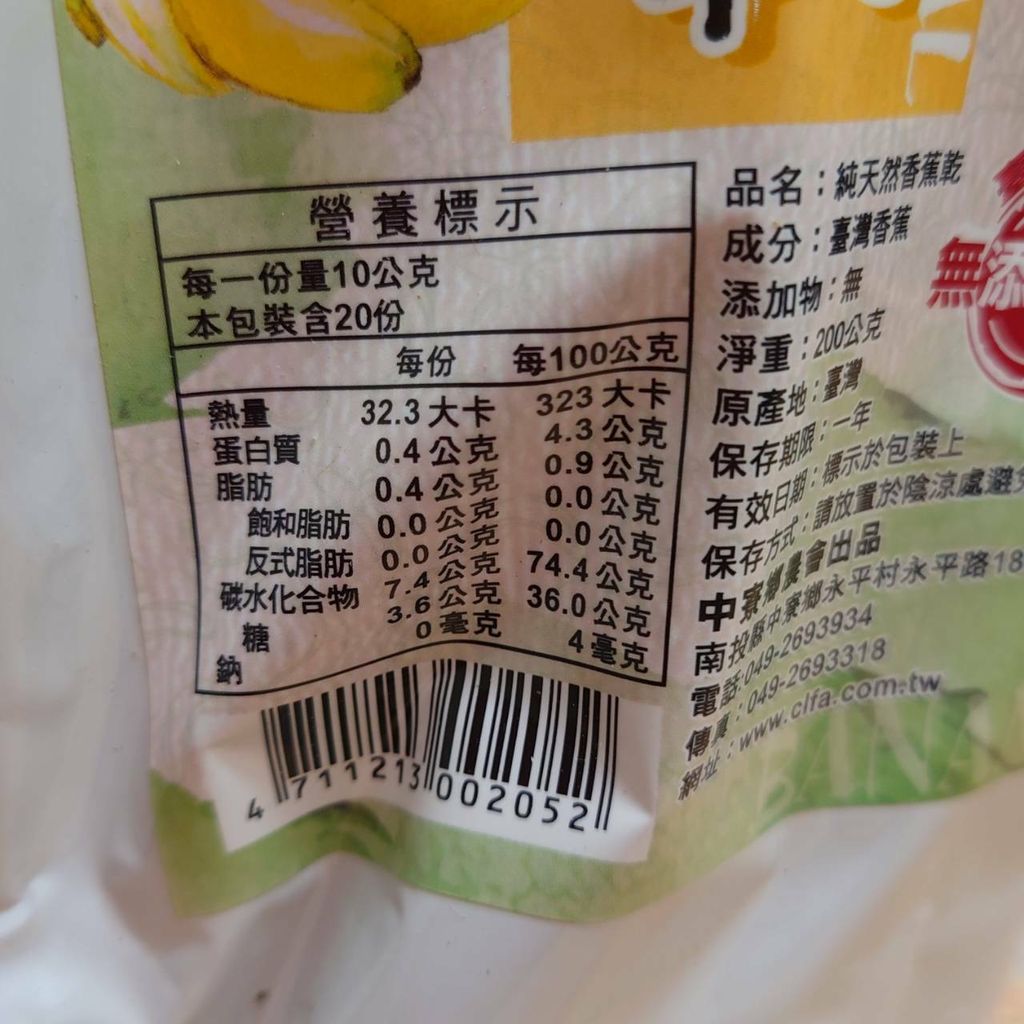 營養標示
每一份量10公克
本包裝含20份
每份 每100公克
熱量 32.3大卡 323大卡
蛋白質 0.4公克 4.3公克
脂肪 0.4公克 0.9公克
飽和脂肪 0.0公克 0.0公克
反式脂肪 0.0公克 0.0公克
碳水化合物 7.4公克 74.4公克
糖 3.6公克 36.0公克
鈉 0毫克 4毫克
4 711213 002052
品名：純天然香蕉乾
成分：臺灣香蕉
添加物：無
淨重：200公克
原產地：臺灣
保存期限：一年
有效日期：標示於包裝上
保存方式：請放置於陰涼處避免
中寮鄉農會出品
南投縣中寮鄉永平村永平路18
電話:049-2693934
傳真：049-2693318
網址：www.clfa.com.tw
無添
BANANA